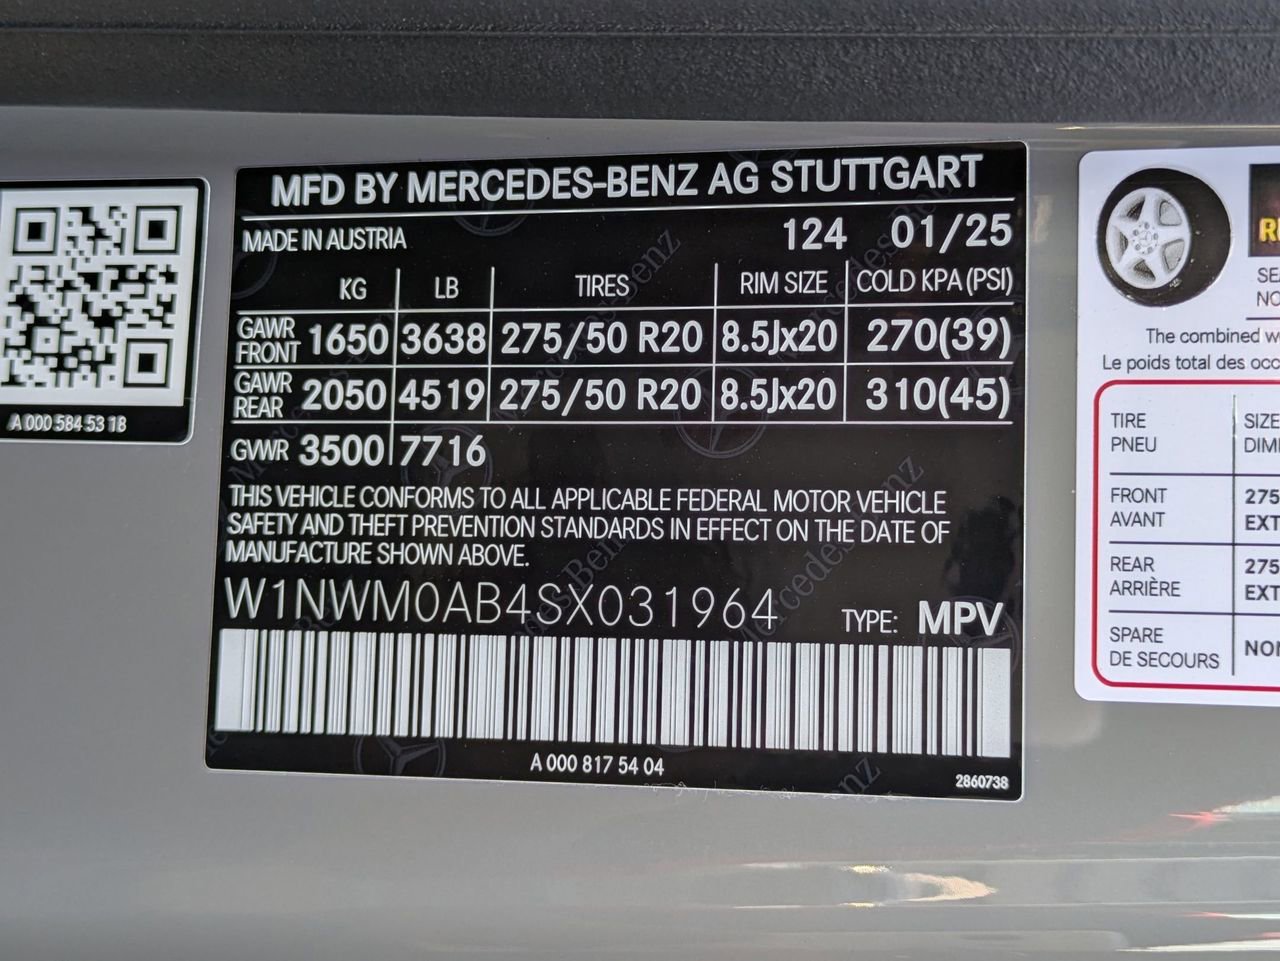 MFD BY MERCEDES-BENZ AG STUTTGART
MADE IN AUSTRIA 124 01/25
KG LB TIRES RIM SIZE COLD KPA (PSI)
GAWR FRONT 1650 3638 275/50 R20 8.5Jx20 270(39)
GAWR REAR 2050 4519 275/50 R20 8.5Jx20 310(45)
GVWR 3500 7716
THIS VEHICLE CONFORMS TO ALL APPLICABLE FEDERAL MOTOR VEHICLE
SAFETY AND THEFT PREVENTION STANDARDS IN EFFECT ON THE DATE OF
MANUFACTURE SHOWN ABOVE.
W1NWM0AB4SX031964 TYPE: MPV
A 000 817 54 04
2860738
A 000 584 53 18
The combined
Le poids total des
TIRE
PNEU
FRONT
AVANT
REAR
ARRIÈRE
SPARE
DE SECOURS